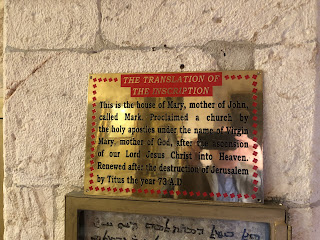 THE TRANSLATION OF
THE INSCRIPTION
This is the house of Mary, mother of John,
called Mark. Proclaimed a church by
the holy apostles under the name of Virgin
Mary, mother of God, after the ascension
of our Lord Jesus Christ into Heaven.
Renewed after the destruction of Jerusalem
by Titus the year 73 A.D